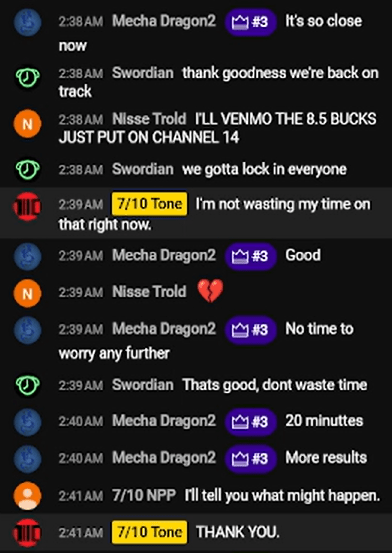 2:38 AM Mecha Dragon2 #3 It's so close
now
2:38 AM Swordian thank goodness we're back on
track
N 2:38 AM Nisse Trold I'LL VENMO THE 8.5 BUCKS
JUST PUT ON CHANNEL 14
2:38 AM Swordian we gotta lock in everyone
2:39 AM 7/10 Tone I'm not wasting my time on
that right now.
2:39 AM Mecha Dragon2 #3 Good
N 2:39 AM Nisse Trold 💔
2:39 AM Mecha Dragon2 #3 No time to
worry any further
2:39 AM Swordian Thats good, dont waste time
2:40 AM Mecha Dragon2 #3 20 minuttes
2:40 AM Mecha Dragon2 #3 More results
2:41 AM 7/10 NPP I'll tell you what might happen.
2:41 AM 7/10 Tone THANK YOU.